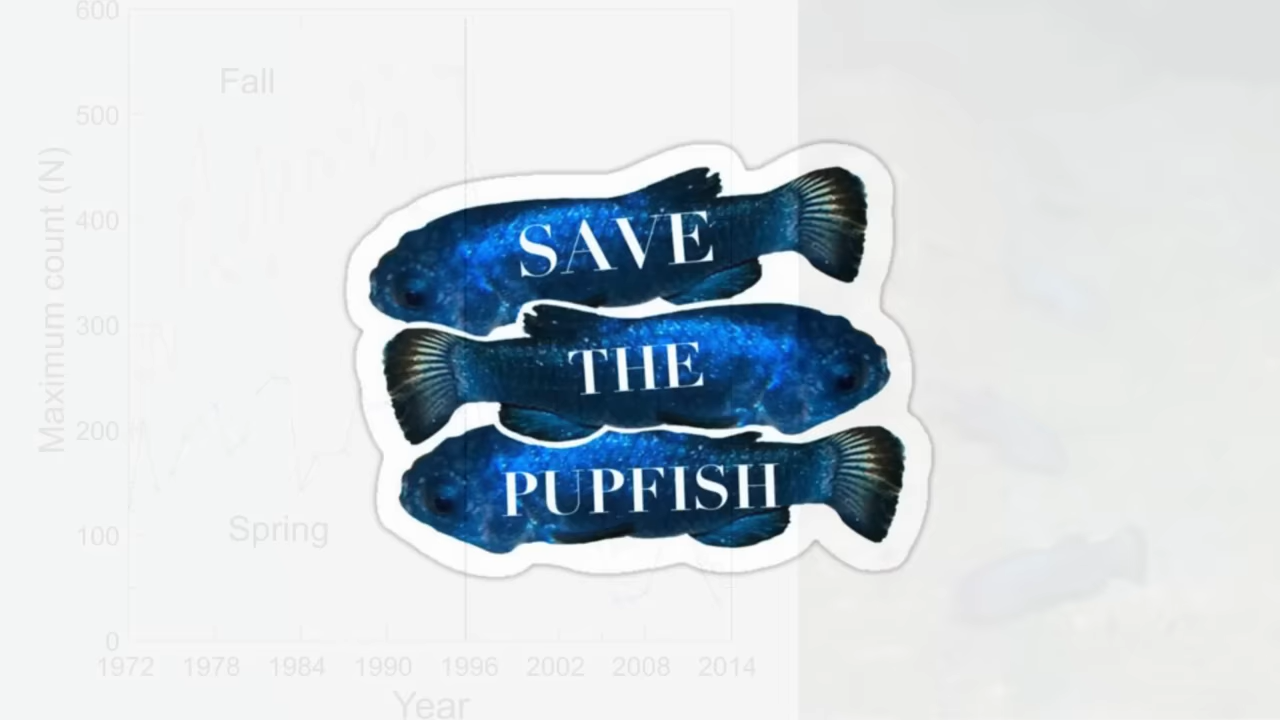 600
Fall
500
Maximum count (N)
400
SAVE
300
THE
200
PUPFISH
Spring
100
0
1972 1978 1984 1990 1996 2002 2008 2014
Year